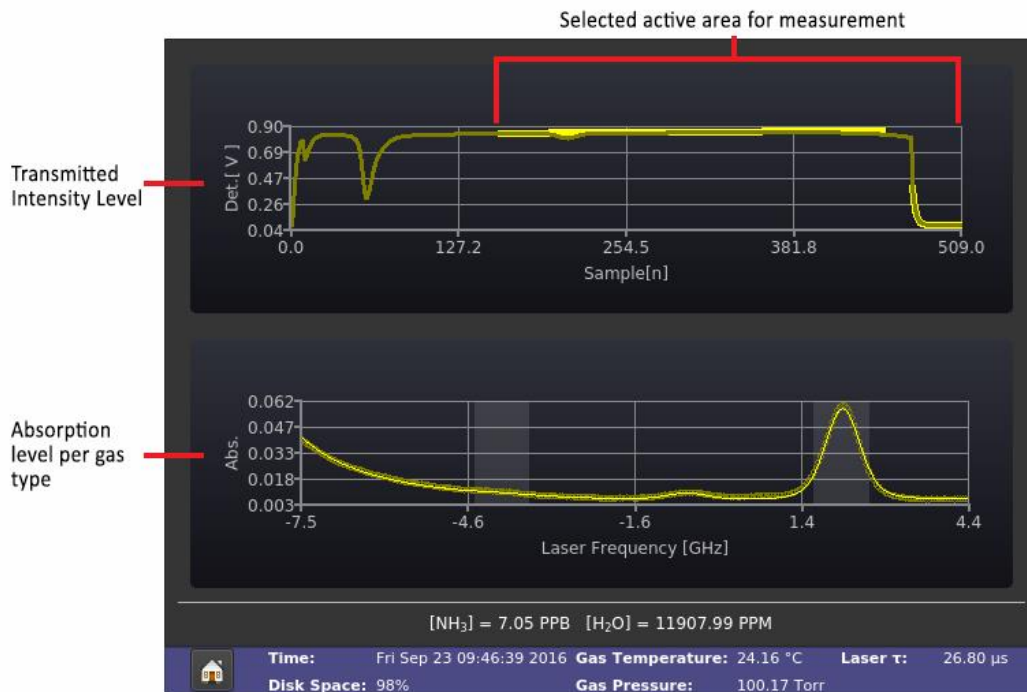 Selected active area for measurement
Transmitted
Intensity Level
Det.[ V ]
0.90
0.69
0.47
0.26
0.04
0.0 127.2 254.5 381.8 509.0
Sample[n]
Absorption
level per gas
type
Abs.
0.062
0.047
0.033
0.018
0.003
-7.5 -4.6 -1.6 1.4 4.4
Laser Frequency [GHz]
[NH₃] = 7.05 PPB [H₂O] = 11907.99 PPM
Time: Fri Sep 23 09:46:39 2016 Gas Temperature: 24.16 °C Laser τ: 26.80 µs
Disk Space: 98% Gas Pressure: 100.17 Torr